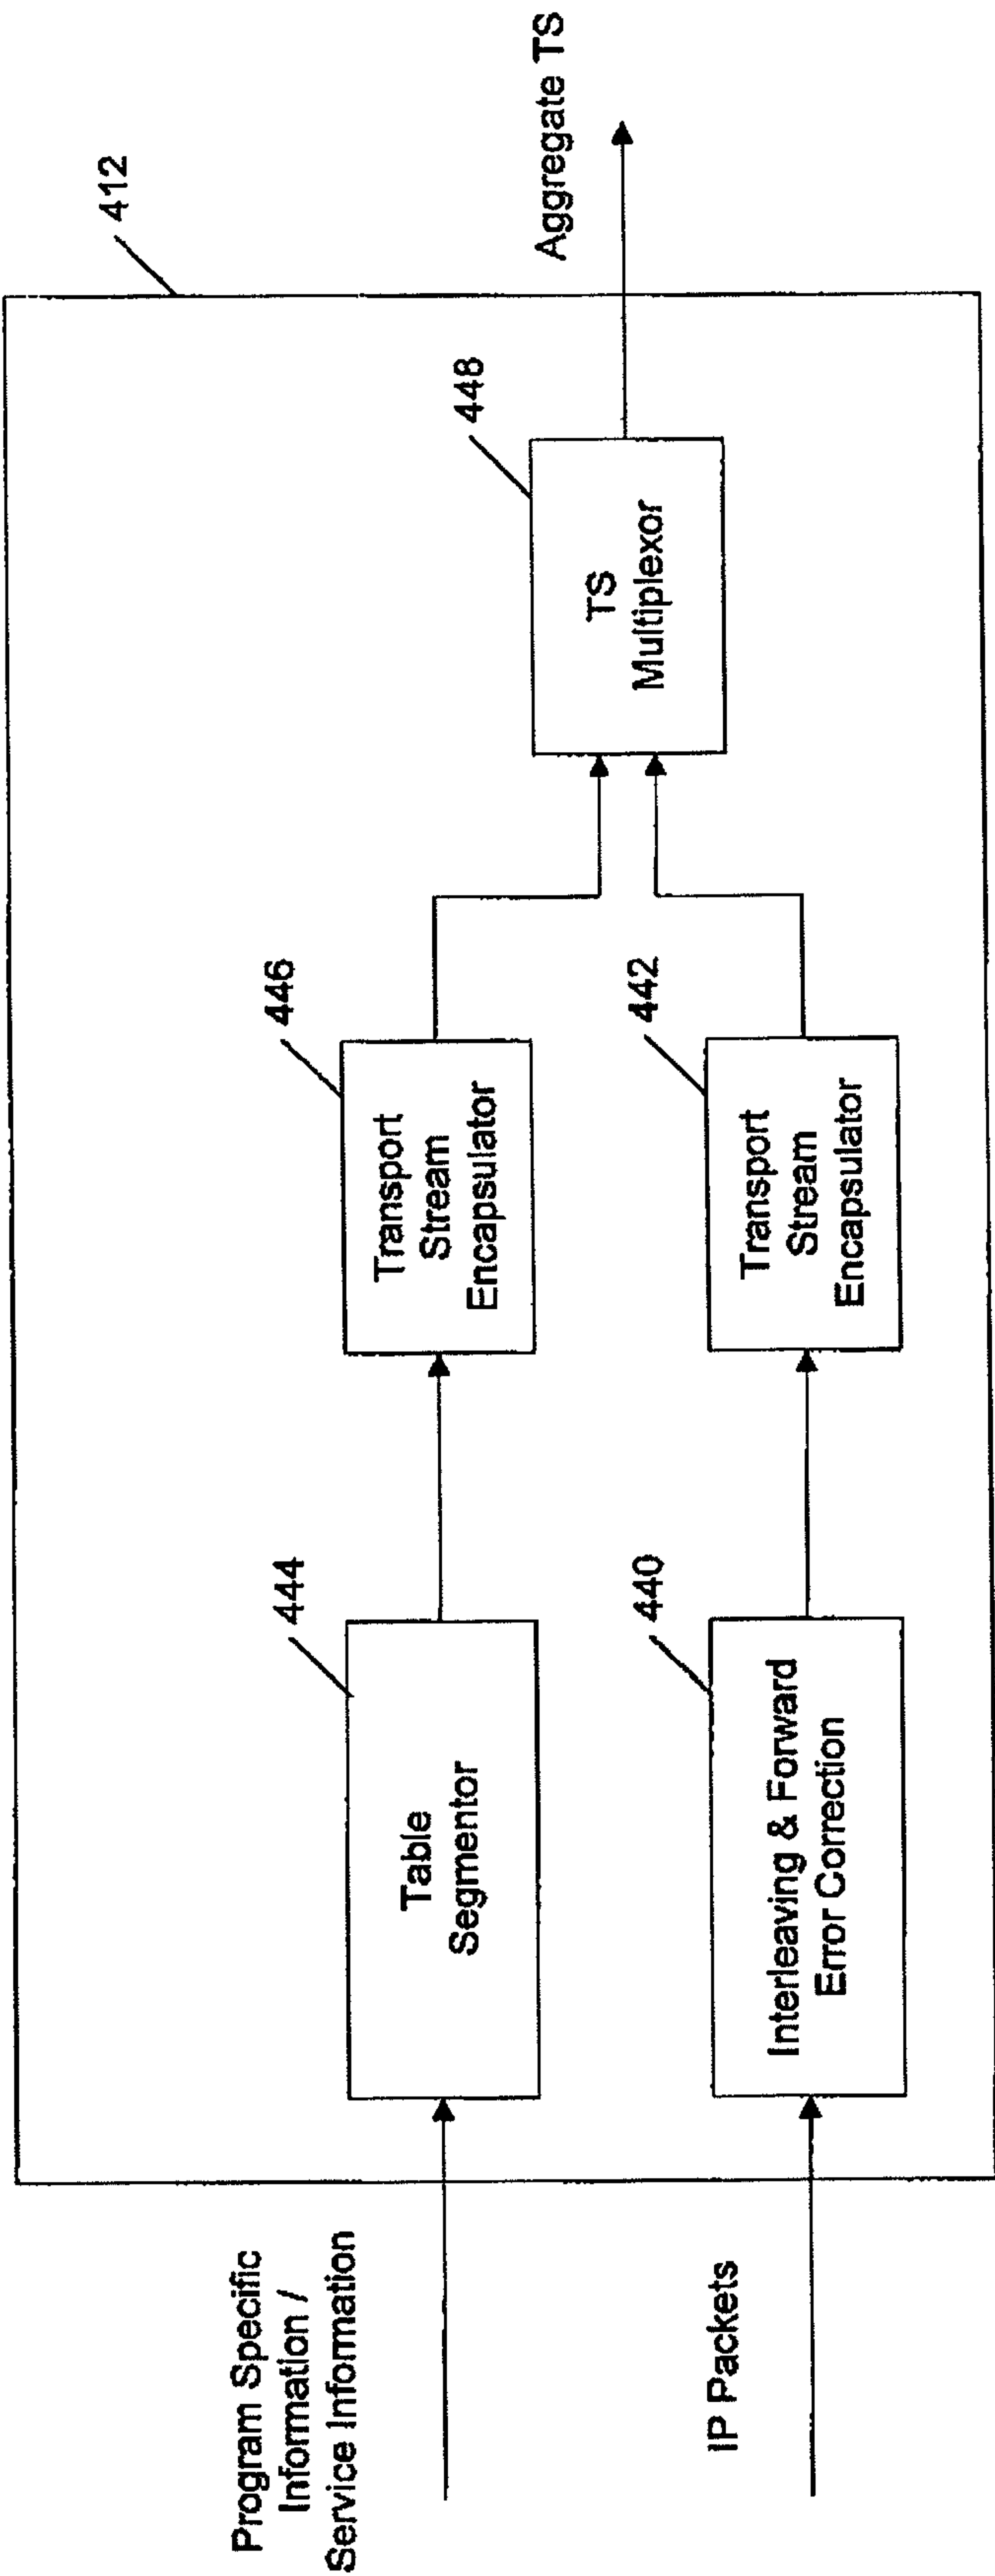 412
Program Specific
Information /
Service Information
444
Table
Segmentor
446
Transport
Stream
Encapsulator
448
TS
Multiplexor
Aggregate TS
IP Packets
440
Interleaving & Forward
Error Correction
442
Transport
Stream
Encapsulator